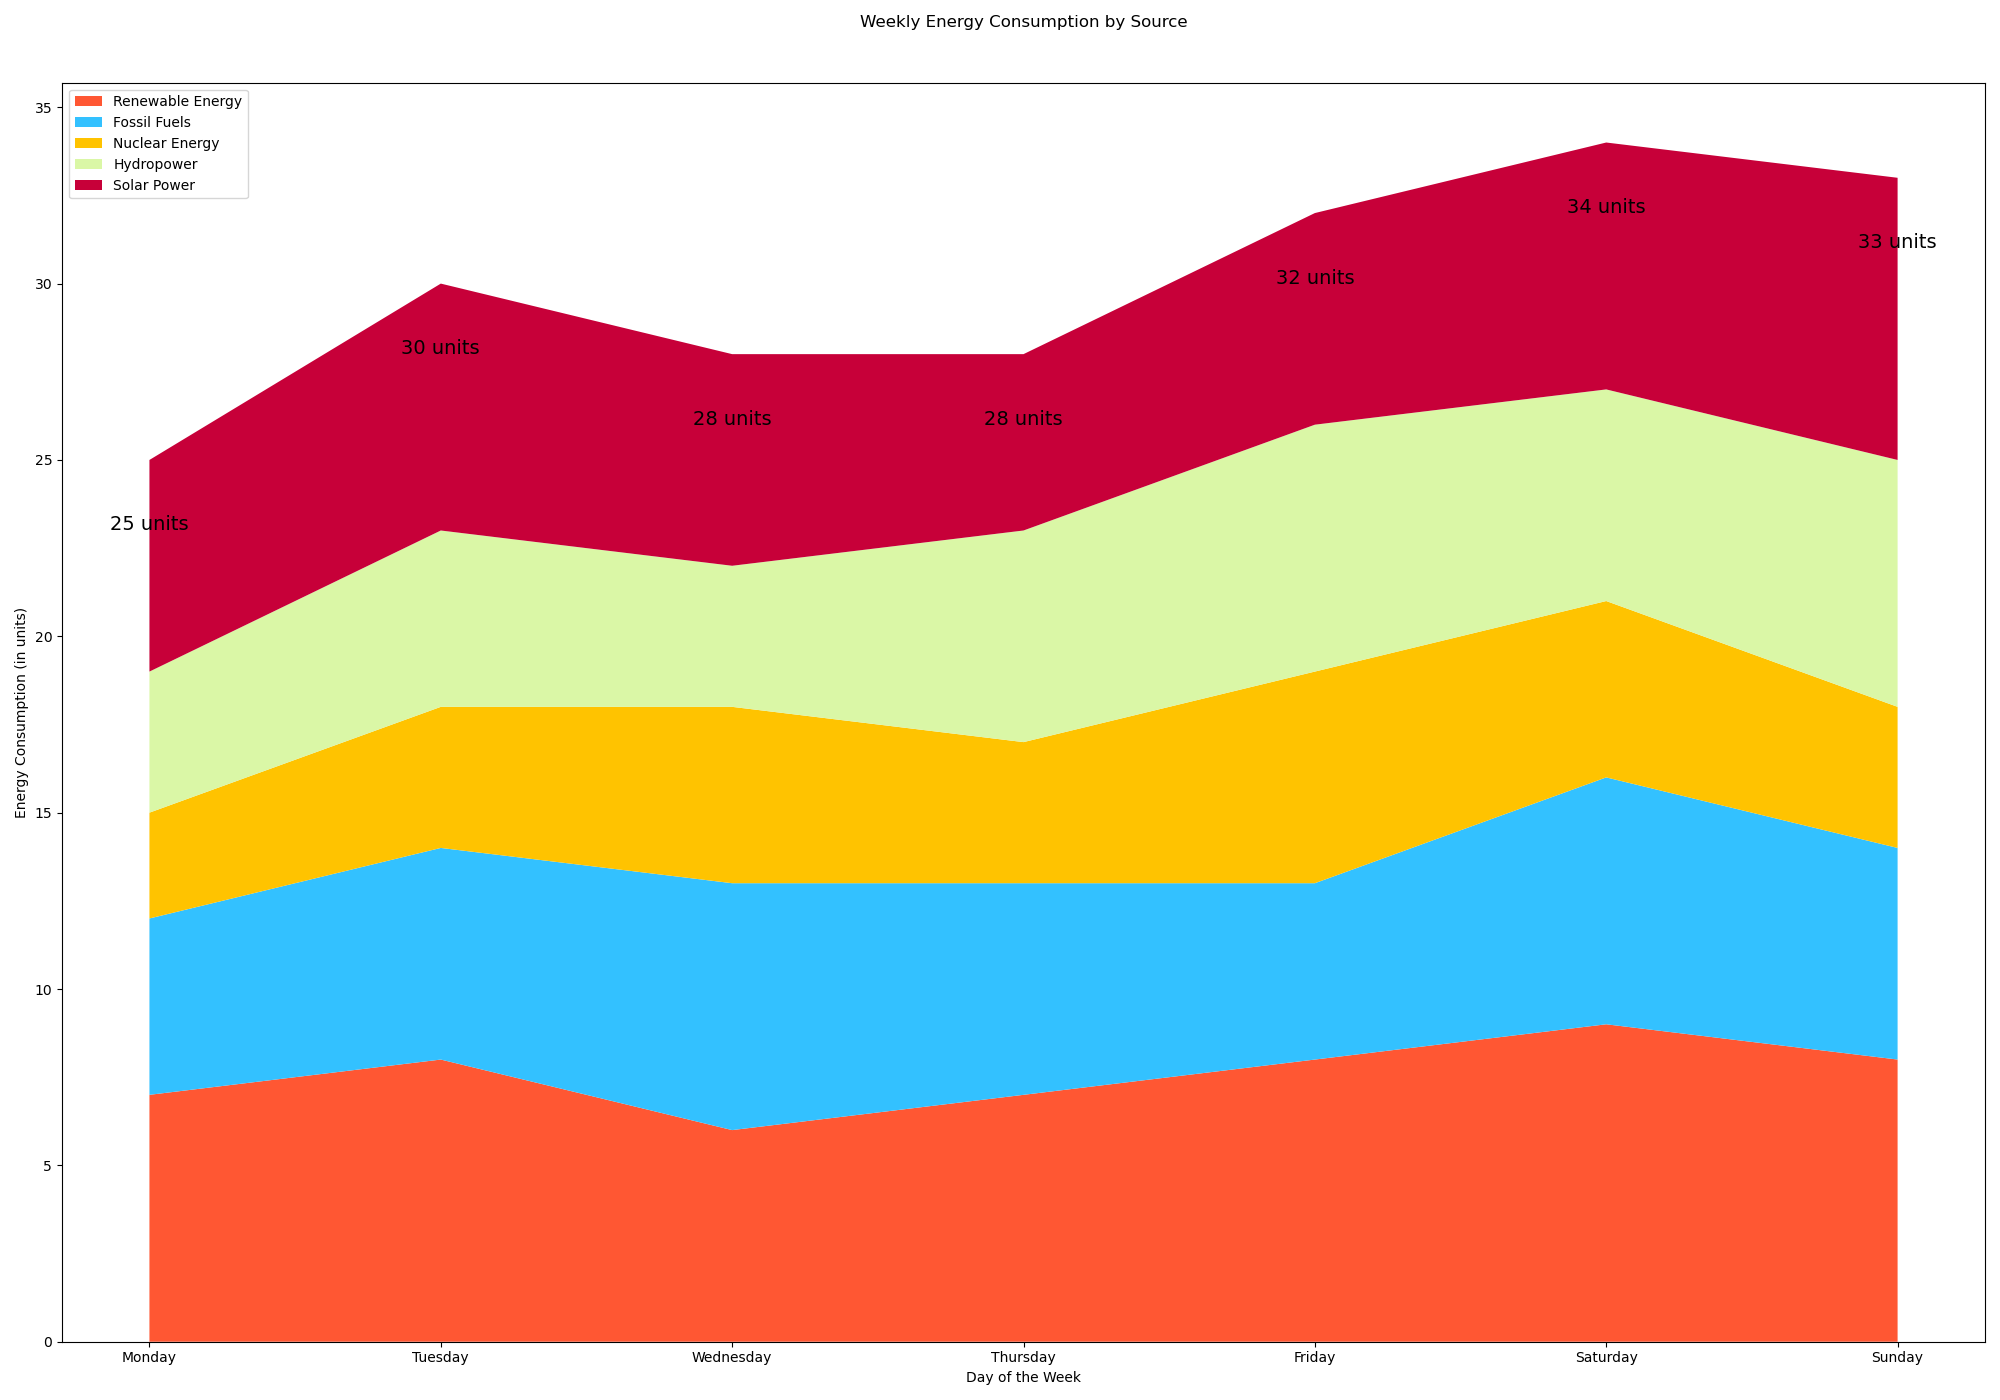 Weekly Energy Consumption by Source
Renewable Energy
Fossil Fuels
Nuclear Energy
Hydropower
Solar Power
Energy Consumption (in units)
35
30
25
20
15
10
5
0
25 units
30 units
28 units
28 units
32 units
34 units
33 units
Monday Tuesday Wednesday Thursday Friday Saturday Sunday
Day of the Week